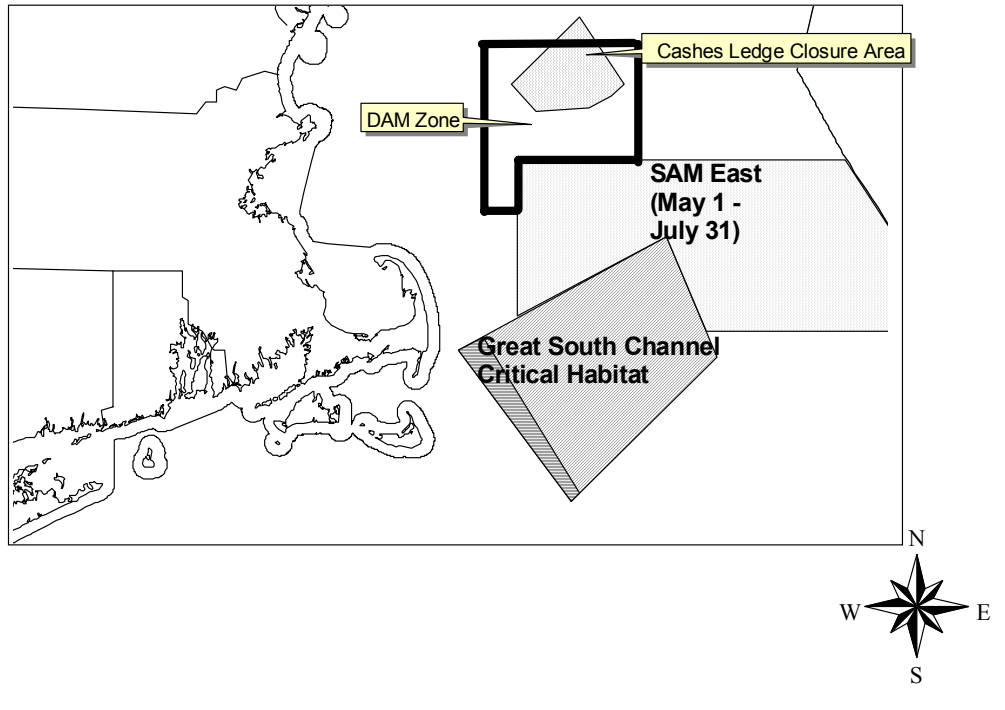 Cashes Ledge Closure Area
DAM Zone
SAM East
(May 1 -
July 31)
Great South Channel
Critical Habitat
N
W
E
S